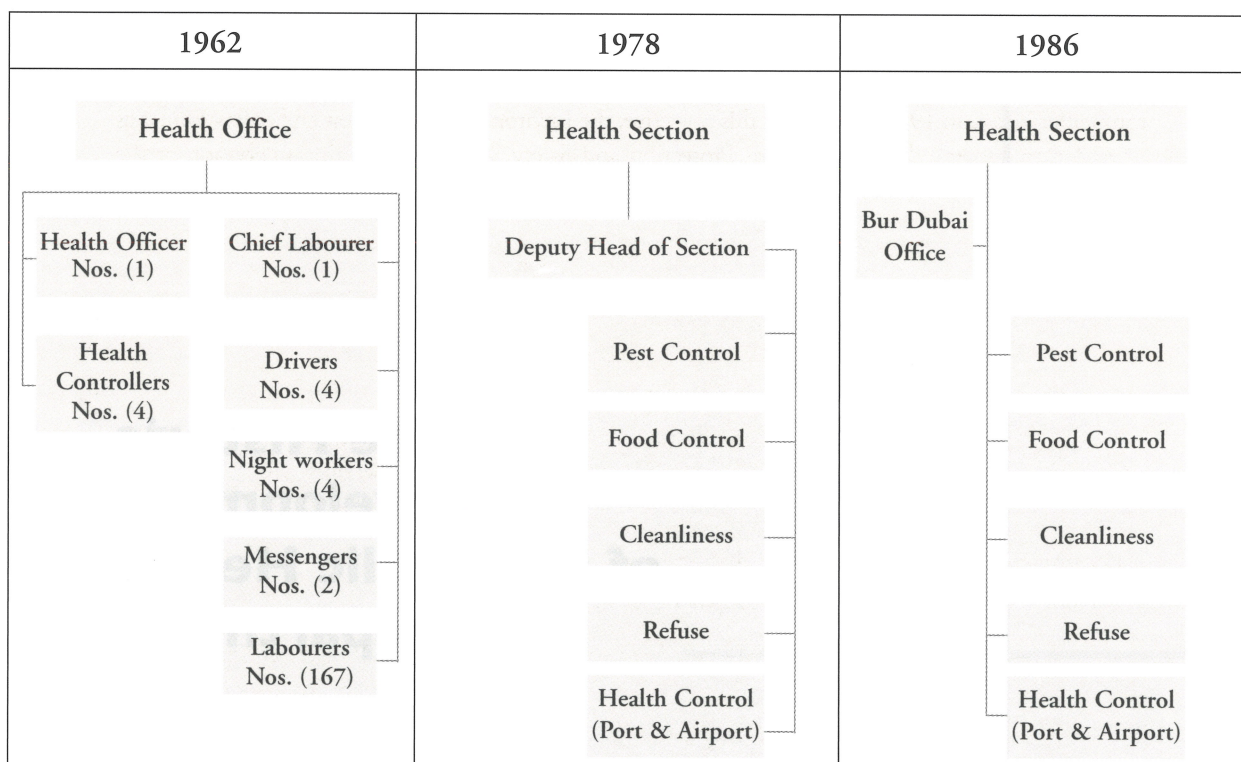 1962
Health Office
Health Officer
Nos. (1)
Health
Controllers
Nos. (4)
Chief Labourer
Nos. (1)
Drivers
Nos. (4)
Night workers
Nos. (4)
Messengers
Nos. (2)
Labourers
Nos. (167)
1978
Health Section
Deputy Head of Section
Pest Control
Food Control
Cleanliness
Refuse
Health Control
(Port & Airport)
1986
Health Section
Bur Dubai
Office
Pest Control
Food Control
Cleanliness
Refuse
Health Control
(Port & Airport)